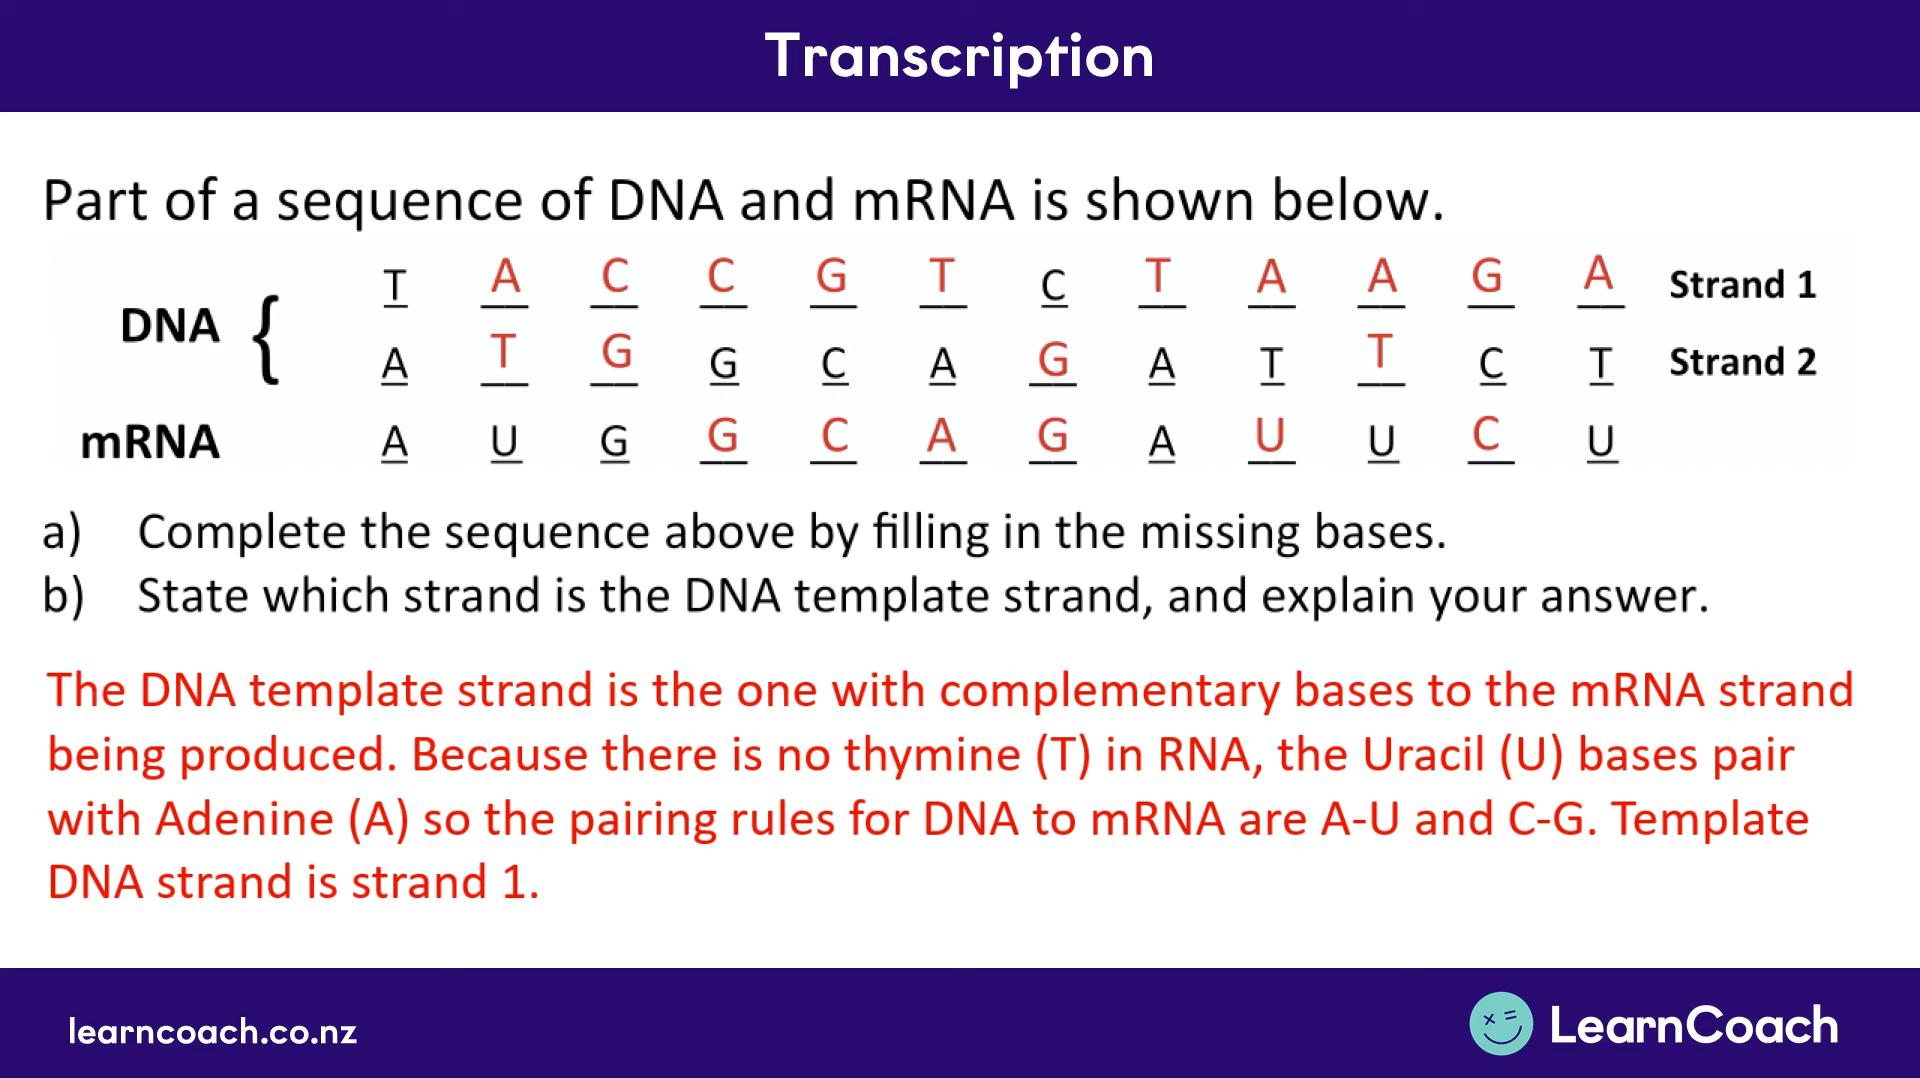 Transcription
Part of a sequence of DNA and mRNA is shown below.
T A C C G T C T A A G A Strand 1
DNA {
A T G G C A G A T T C T Strand 2
mRNA A U G G C A G A U U C U
a) Complete the sequence above by filling in the missing bases.
b) State which strand is the DNA template strand, and explain your answer.
The DNA template strand is the one with complementary bases to the mRNA strand
being produced. Because there is no thymine (T) in RNA, the Uracil (U) bases pair
with Adenine (A) so the pairing rules for DNA to mRNA are A-U and C-G. Template
DNA strand is strand 1.
learncoach.co.nz
LearnCoach